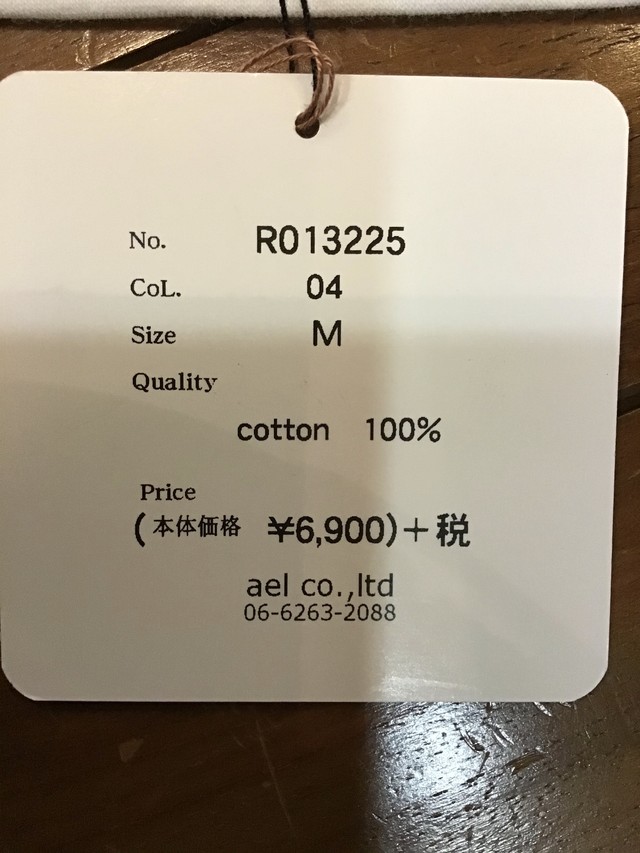 No. R013225
CoL. 04
Size M
Quality
cotton 100%
Price
(本体価格 ¥6,900)+税
ael co.,ltd
06-6263-2088